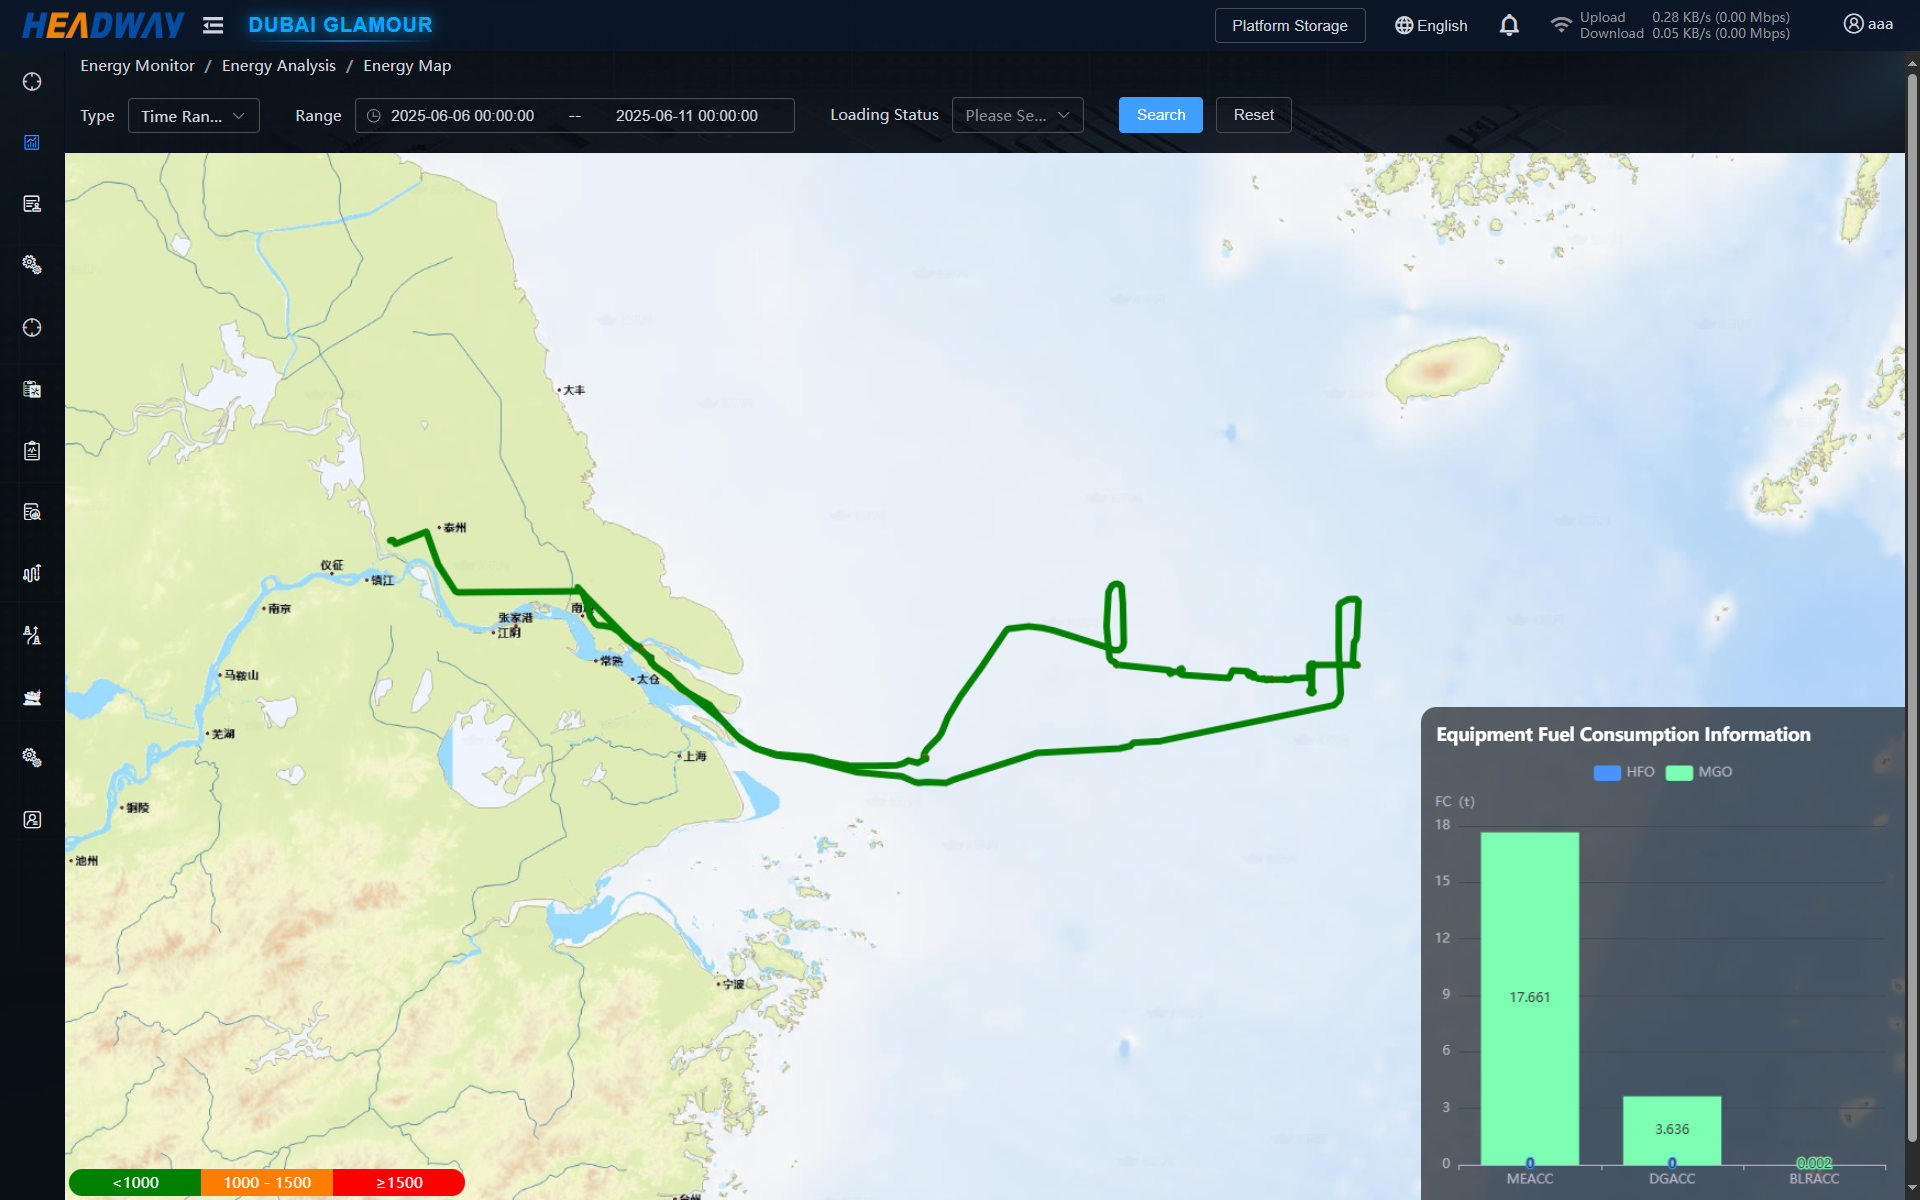 HEADWAY
DUBAI GLAMOUR
Platform Storage
English
Upload 0.28 KB/s (0.00 Mbps)
Download 0.05 KB/s (0.00 Mbps)
aaa
Energy Monitor / Energy Analysis / Energy Map
Type
Time Ran...
Range
2025-06-06 00:00:00 -- 2025-06-11 00:00:00
Loading Status
Please Se...
Search
Reset
大丰
泰州
仪征
镇江
南京
张家港
江阴
南
常熟
马鞍山
太仓
芜湖
上海
铜陵
池州
宁波
台州
Equipment Fuel Consumption Information
HFO
MGO
FC (t)
18
15
12
9
6
3
0
17.661
3.636
0
0
0.002
MEACC
DGACC
BLRACC
<1000
1000 - 1500
≥1500